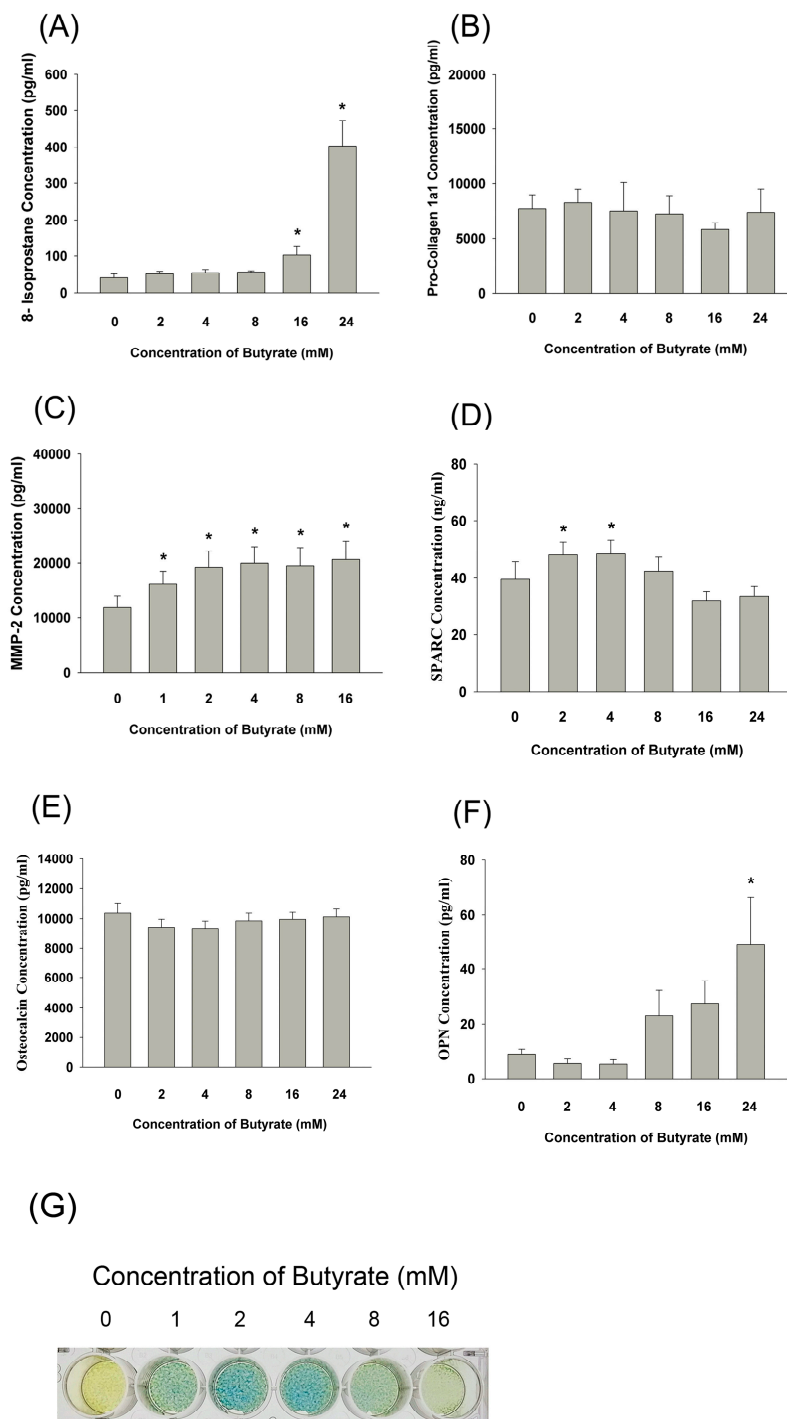 (A)
8- Isoprostane Concentration (pg/ml)
600
500
400
300
200
100
0
*
*
0 2 4 8 16 24
Concentration of Butyrate (mM)
(B)
Pro-Collagen 1a1 Concentration (pg/ml)
20000
15000
10000
5000
0
0 2 4 8 16 24
Concentration of Butyrate (mM)
(C)
MMP-2 Concentration (pg/ml)
40000
30000
20000
10000
0
* * * * *
0 1 2 4 8 16
Concentration of Butyrate (mM)
(D)
SPARC Concentration (ng/ml)
80
60
40
20
0
* *
0 2 4 8 16 24
Concentration of Butyrate (mM)
(E)
Osteocalcin Concentration (pg/ml)
14000
12000
10000
8000
6000
4000
2000
0
0 2 4 8 16 24
Concentration of Butyrate (mM)
(F)
OPN Concentration (pg/ml)
80
60
40
20
0
*
0 2 4 8 16 24
Concentration of Butyrate (mM)
(G)
Concentration of Butyrate (mM)
0 1 2 4 8 16